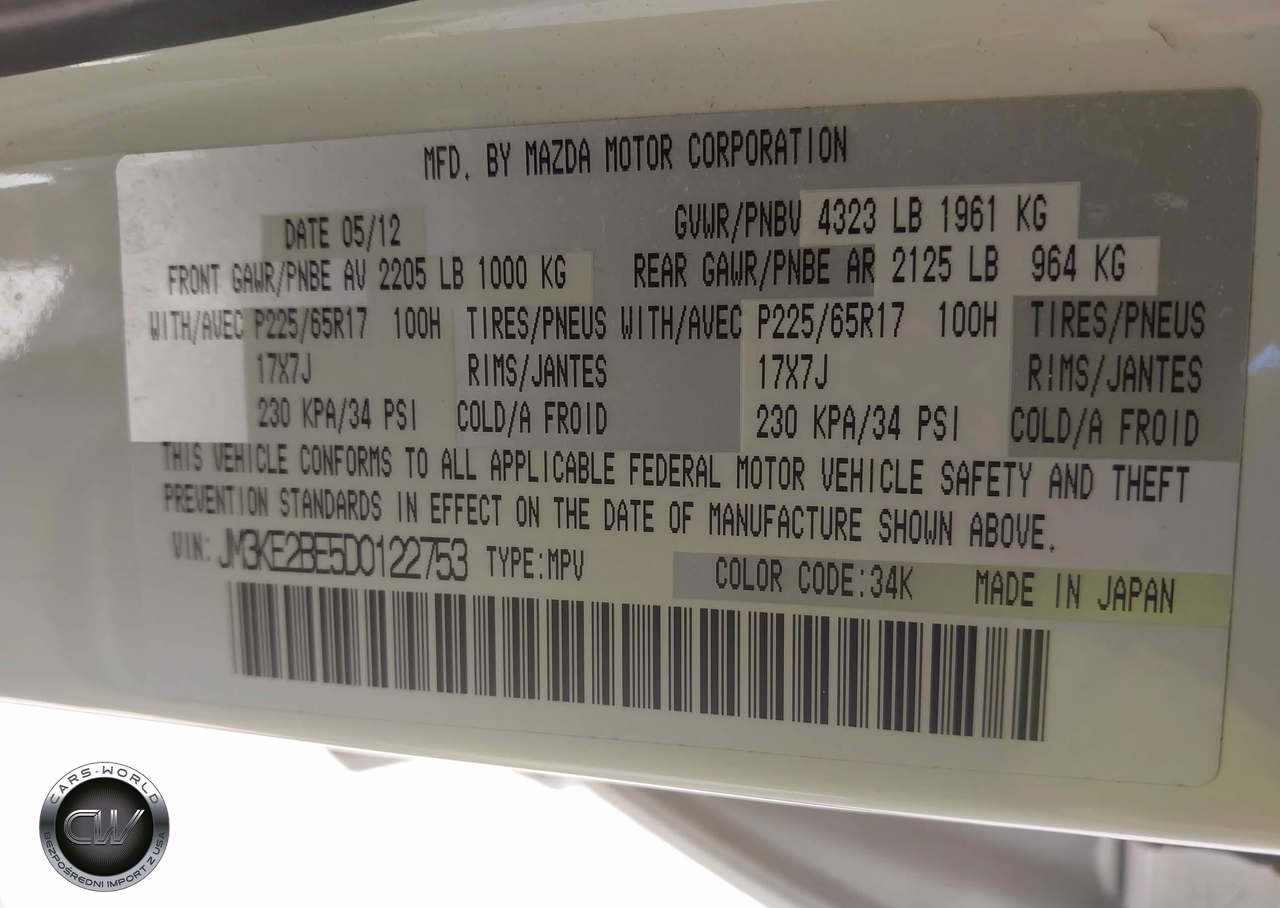 MFD. BY MAZDA MOTOR CORPORATION
DATE 05/12 GVWR/PNBV 4323 LB 1961 KG
FRONT GAWR/PNBE AV 2205 LB 1000 KG REAR GAWR/PNBE AR 2125 LB 964 KG
WITH/AVEC P225/65R17 100H TIRES/PNEUS WITH/AVEC P225/65R17 100H TIRES/PNEUS
17X7J RIMS/JANTES 17X7J RIMS/JANTES
230 KPA/34 PSI COLD/A FROID 230 KPA/34 PSI COLD/A FROID
THIS VEHICLE CONFORMS TO ALL APPLICABLE FEDERAL MOTOR VEHICLE SAFETY AND THEFT
PREVENTION STANDARDS IN EFFECT ON THE DATE OF MANUFACTURE SHOWN ABOVE.
VIN: JM3KE2BE5D0122753 TYPE:MPV COLOR CODE:34K MADE IN JAPAN
CARS-WORLD
CW
BEZPOŚREDNI IMPORT Z USA